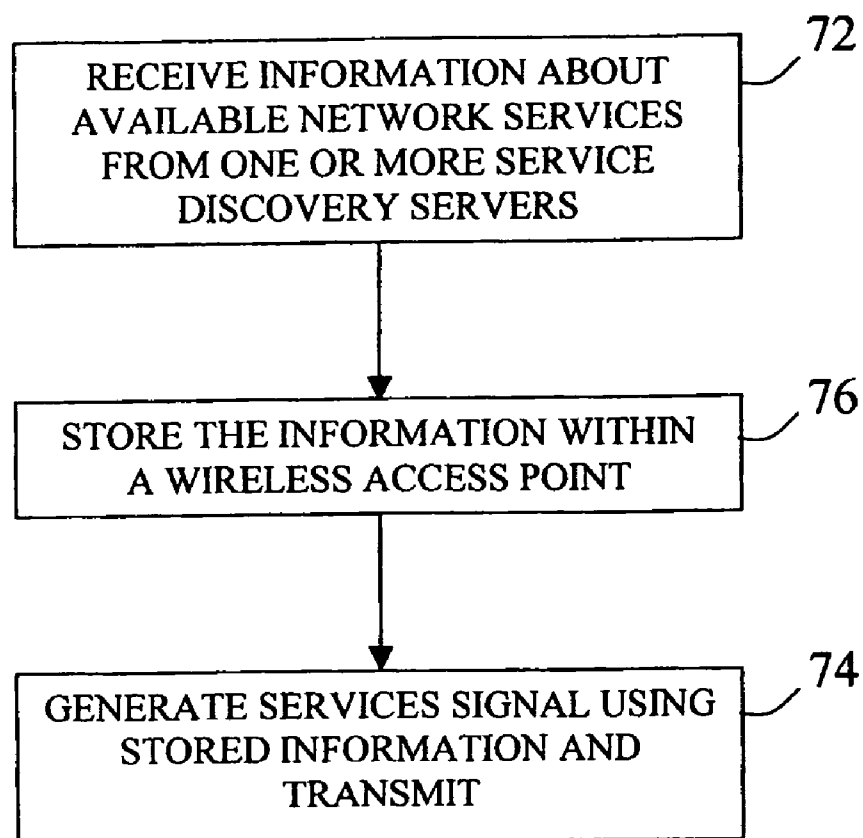 72
RECEIVE INFORMATION ABOUT
AVAILABLE NETWORK SERVICES
FROM ONE OR MORE SERVICE
DISCOVERY SERVERS
76
STORE THE INFORMATION WITHIN
A WIRELESS ACCESS POINT
74
GENERATE SERVICES SIGNAL USING
STORED INFORMATION AND
TRANSMIT